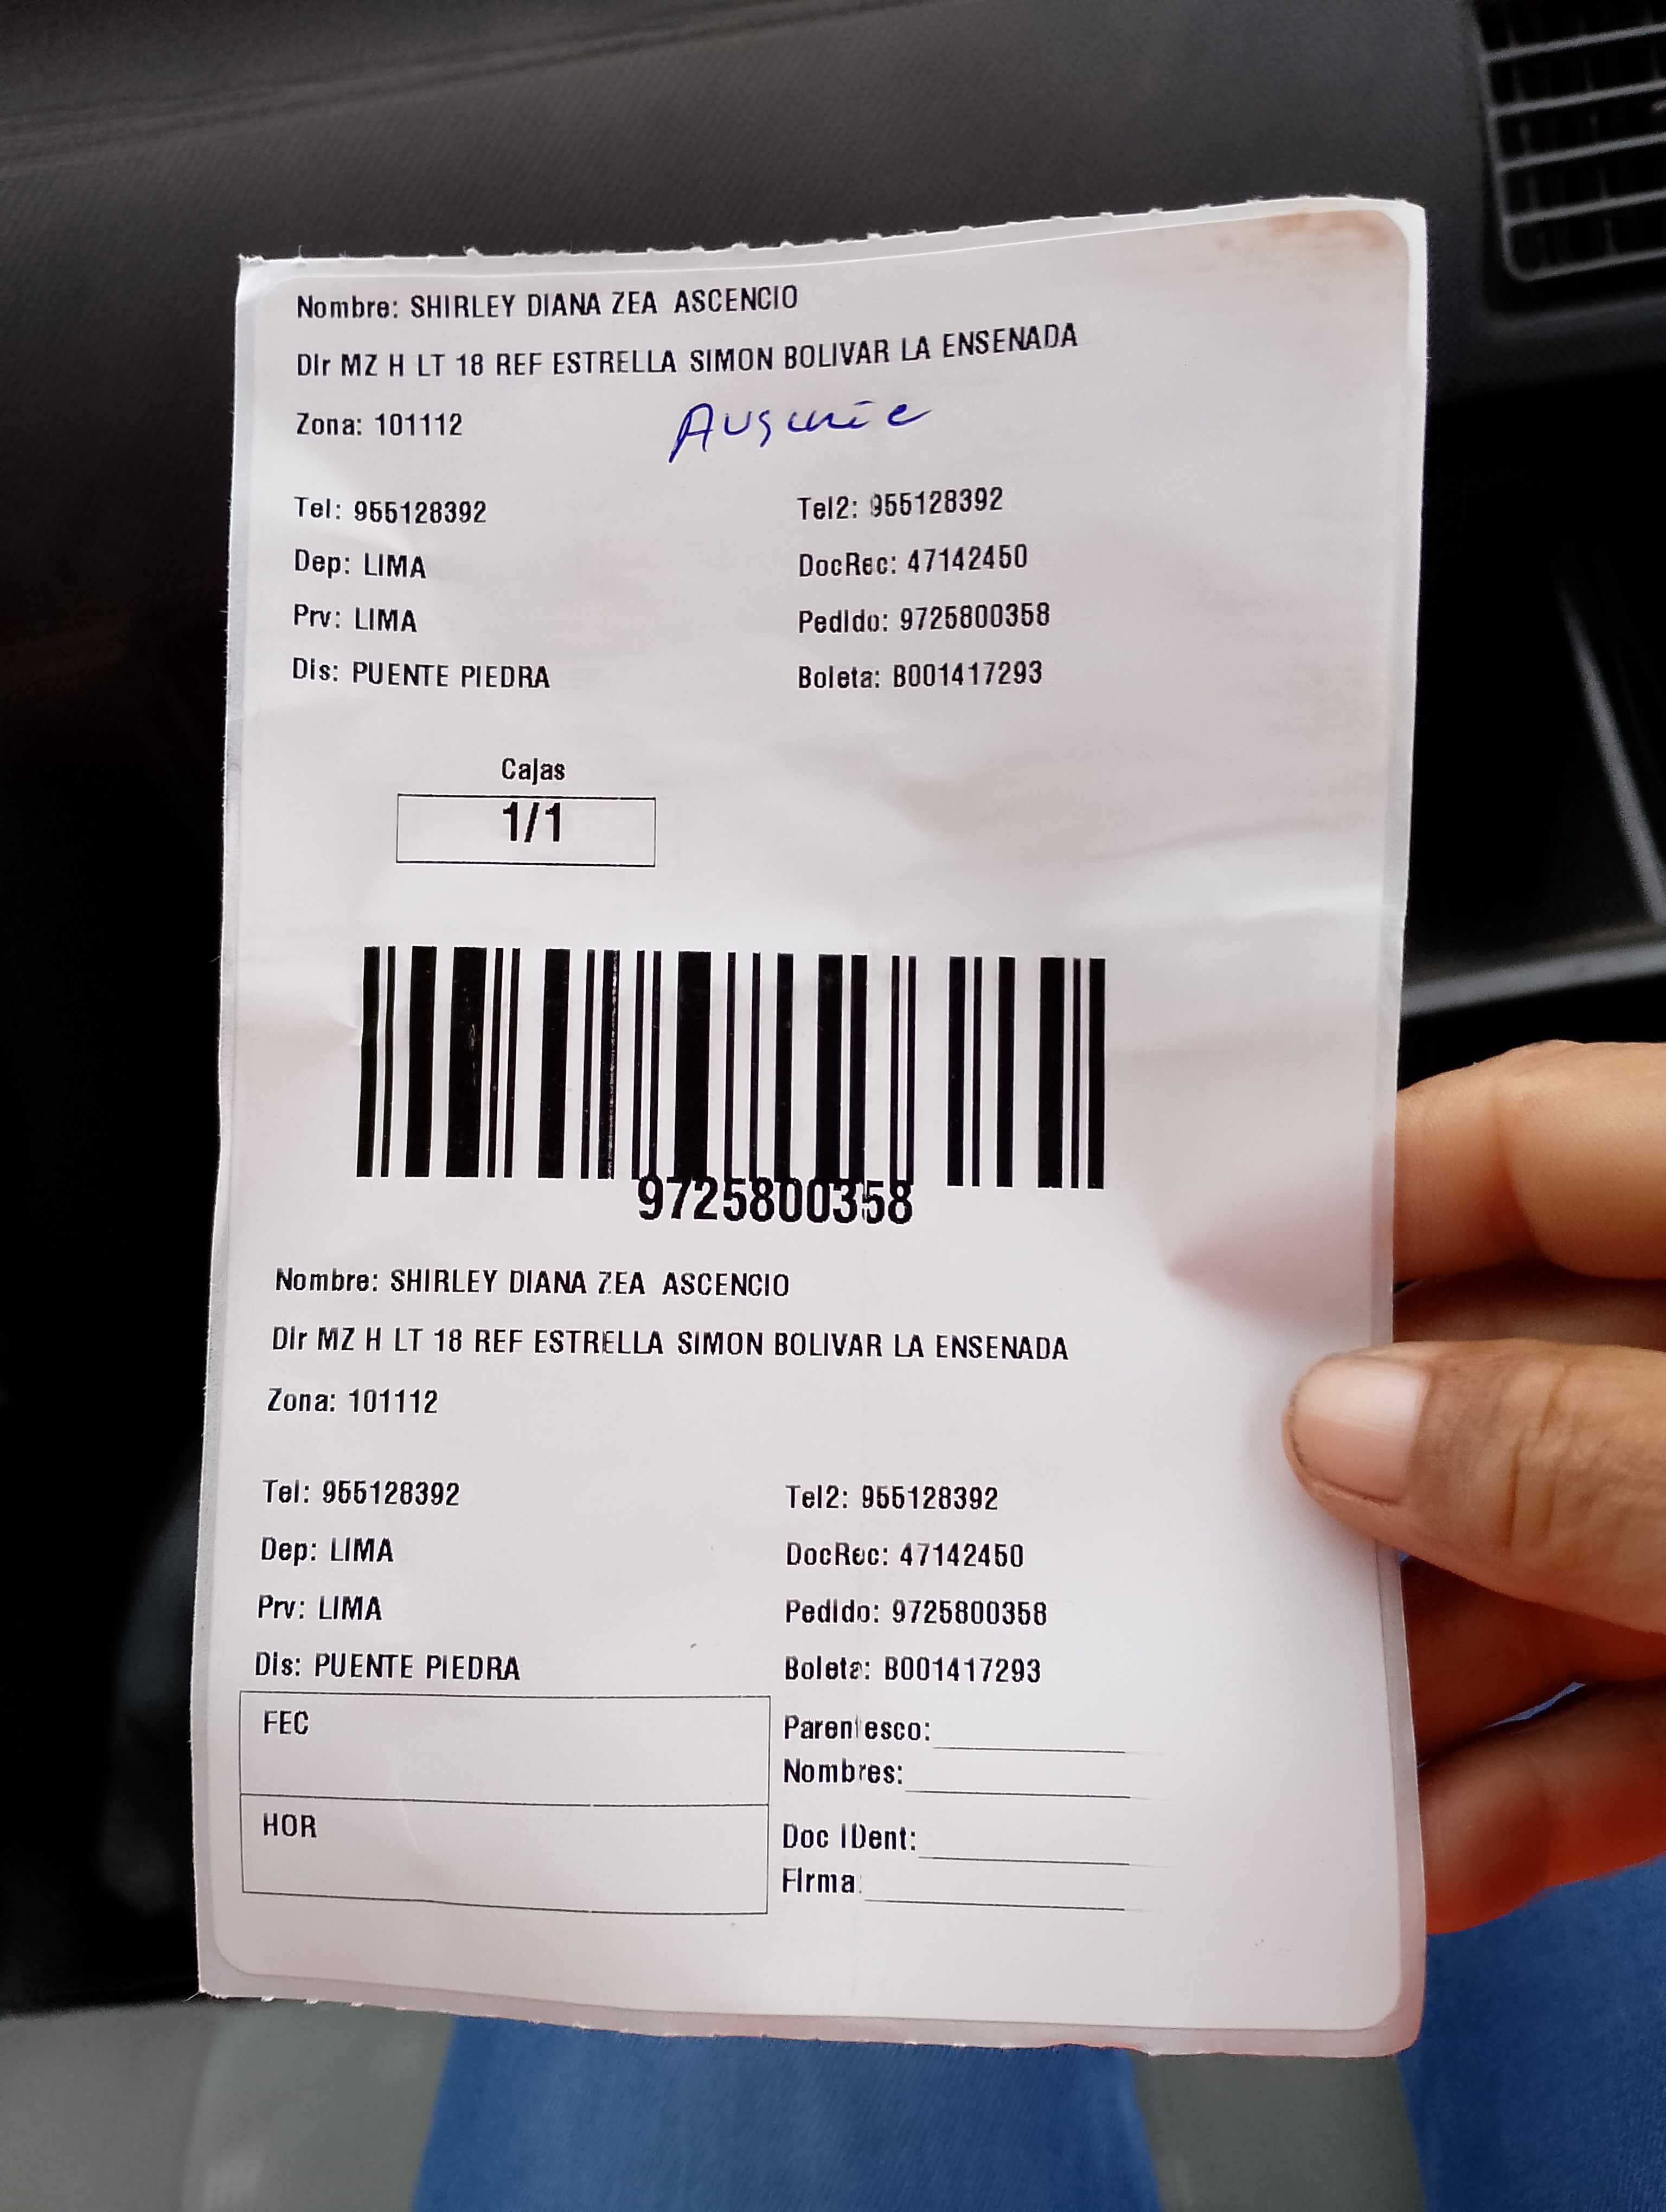 Nombre: SHIRLEY DIANA ZEA ASCENCIO
DIr MZ H LT 18 REF ESTRELLA SIMON BOLIVAR LA ENSENADA
Zona: 101112
Ausente
Tel: 955128392 Tel2: 955128392
Dep: LIMA DocRec: 47142450
Prv: LIMA PedIdo: 9725800358
Dis: PUENTE PIEDRA Boleta: B001417293
Cajas
1/1
9725800358
Nombre: SHIRLEY DIANA ZEA ASCENCIO
DIr MZ H LT 18 REF ESTRELLA SIMON BOLIVAR LA ENSENADA
Zona: 101112
Tel: 955128392 Tel2: 955128392
Dep: LIMA DocRec: 47142450
Prv: LIMA PedIdo: 9725800358
DIs: PUENTE PIEDRA Boleta: B001417293
FEC Parentesco:
Nombres:
HOR Doc IDent:
FIrma: